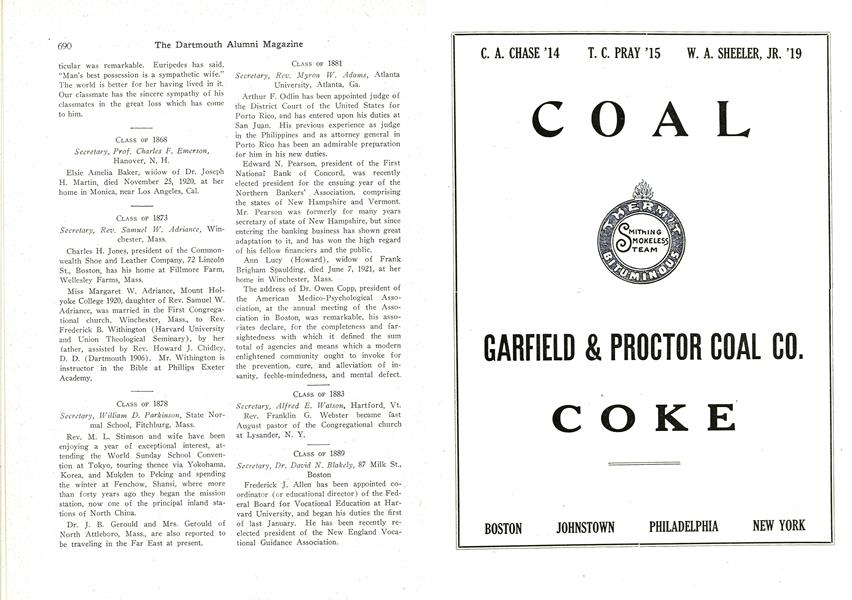 690 The Dartmouth Alumni Magazine
ticular was remarkable. Euripedes has said,
"Man's best possession is a sympathetic wife."
The world is better for her having lived in it.
Our classmate has the sincere sympathy of his
classmates in the great loss which has come
to him.
Class of 1868
Secretary, Prof. Charles F. Emerson,
Hanover, N. H.
Elsie Amelia Baker, widow of Dr. Joseph
H. Martin, died November 25, 1920, at her
home in Monica, near Los Angeles, Cal.
Class of 1873
Secretary, Rev. Samuel W. Adriance, Win-
chester, Mass.
Charles H. Jones, president of the Common-
wealth Shoe and Leather Company, 72 Lincoln
St., Boston, has his home at Fillmore Farm,
Wellesley Farms, Mass.
Miss Margaret W. Adriance, Mount Hol-
yoke College 1920, daughter of Rev. Samuel W.
Adriance, was married in the First Congrega-
tional church, Winchester, Mass., to Rev.
Frederick B. Withington (Harvard University
and Union Theological Seminary), by her
father, assisted by Rev. Howard J. Chidley,
D. D. (Dartmouth 1906). Mr. Withington is
instructor in the Bible at Phillips Exeter
Academy.
Class of 1878
Secretary, William D. Parkinson, State Nor-
mal School, Fitchburg, Mass.
Rev. M. L. Stimson and wife have been
enjoying a year of exceptional interest, at-
tending the World Sunday School Conven-
tion at Tokyo, touring thence via Yokohama,
Korea, and Mukden to Peking and spending
the winter at Fenchow, Shansi, where more
than forty years ago they began the mission
station, now one of the principal inland sta-
tions of North China.
Dr. J. B. Gerould and Mrs. Gerould of
North Attleboro, Mass., are also reported to
be traveling in the Far East at present.
Class of 1881
Secretary, Rev. Myron W. Adams, Atlanta
University, Atlanta, Ga.
Arthur F. Odlin has been appointed judge of
the District Court of the United States for
Porto Rico, and has entered upon his duties at
San Juan. His previous experience as judge
in the Philippines and as attorney general in
Porto Rico has been an admirable preparation
for him in his new duties.
Edward N. Pearson, president of the First
National Bank of Concord, was recently
elected president for the ensuing year of the
Northern Bankers' Association, comprising
the states of New Hampshire and Vermont.
Mr. Pearson was formerly for many years
secretary of state of New Hampshire, but since
entering the banking business has shown great
adaptation to it, and has won the high regard
of his fellow financiers and the public.
Ann Lucy (Howard), widow of Frank
Brigham Spaulding, died June 7, 1921, at her
home in Winchester, Mass.
The address of Dr. Owen Copp, president of
the American Medico-Psychological Asso-
ciation, at the annual meeting of the Asso-
ciation in Boston, was remarkable, his asso-
ciates declare, for the completeness and far-
sightedness with which it defined the sum
total of agencies and means which a modern
enlightened community ought to invoke for
the prevention, cure, and alleviation of in-
sanity, feeble-mindedness, and mental defect.
Class of 1883
Secretary, Alfred E. Watson, Hartford, Vt.
Rev. Franklin G. Webster became last
August pastor of the Congregational church
at Lysander, N. Y.
Class of 1889
Secretary, Dr. David N. Blakely, 87 Milk St.,
Boston
Frederick J. Allen has been appointed co-
ordinator (or educational director) of the Fed-
eral Board for Vocational Education at Har-
vard University, and began his duties the first
of last January. He has been recently re-
elected president of the New England Voca-
tional Guidance Association.
C. A. CHASE '14 T. C. PRAY '15 W. A. SHEELER, JR. '19
COAL
THERMUT
SMITHING
SMOKELESS
STEAM
BITUMINOUS
GARFIELD & PROCTOR COAL CO.
COKE
BOSTON JOHNSTOWN PHILADELPHIA NEW YORK